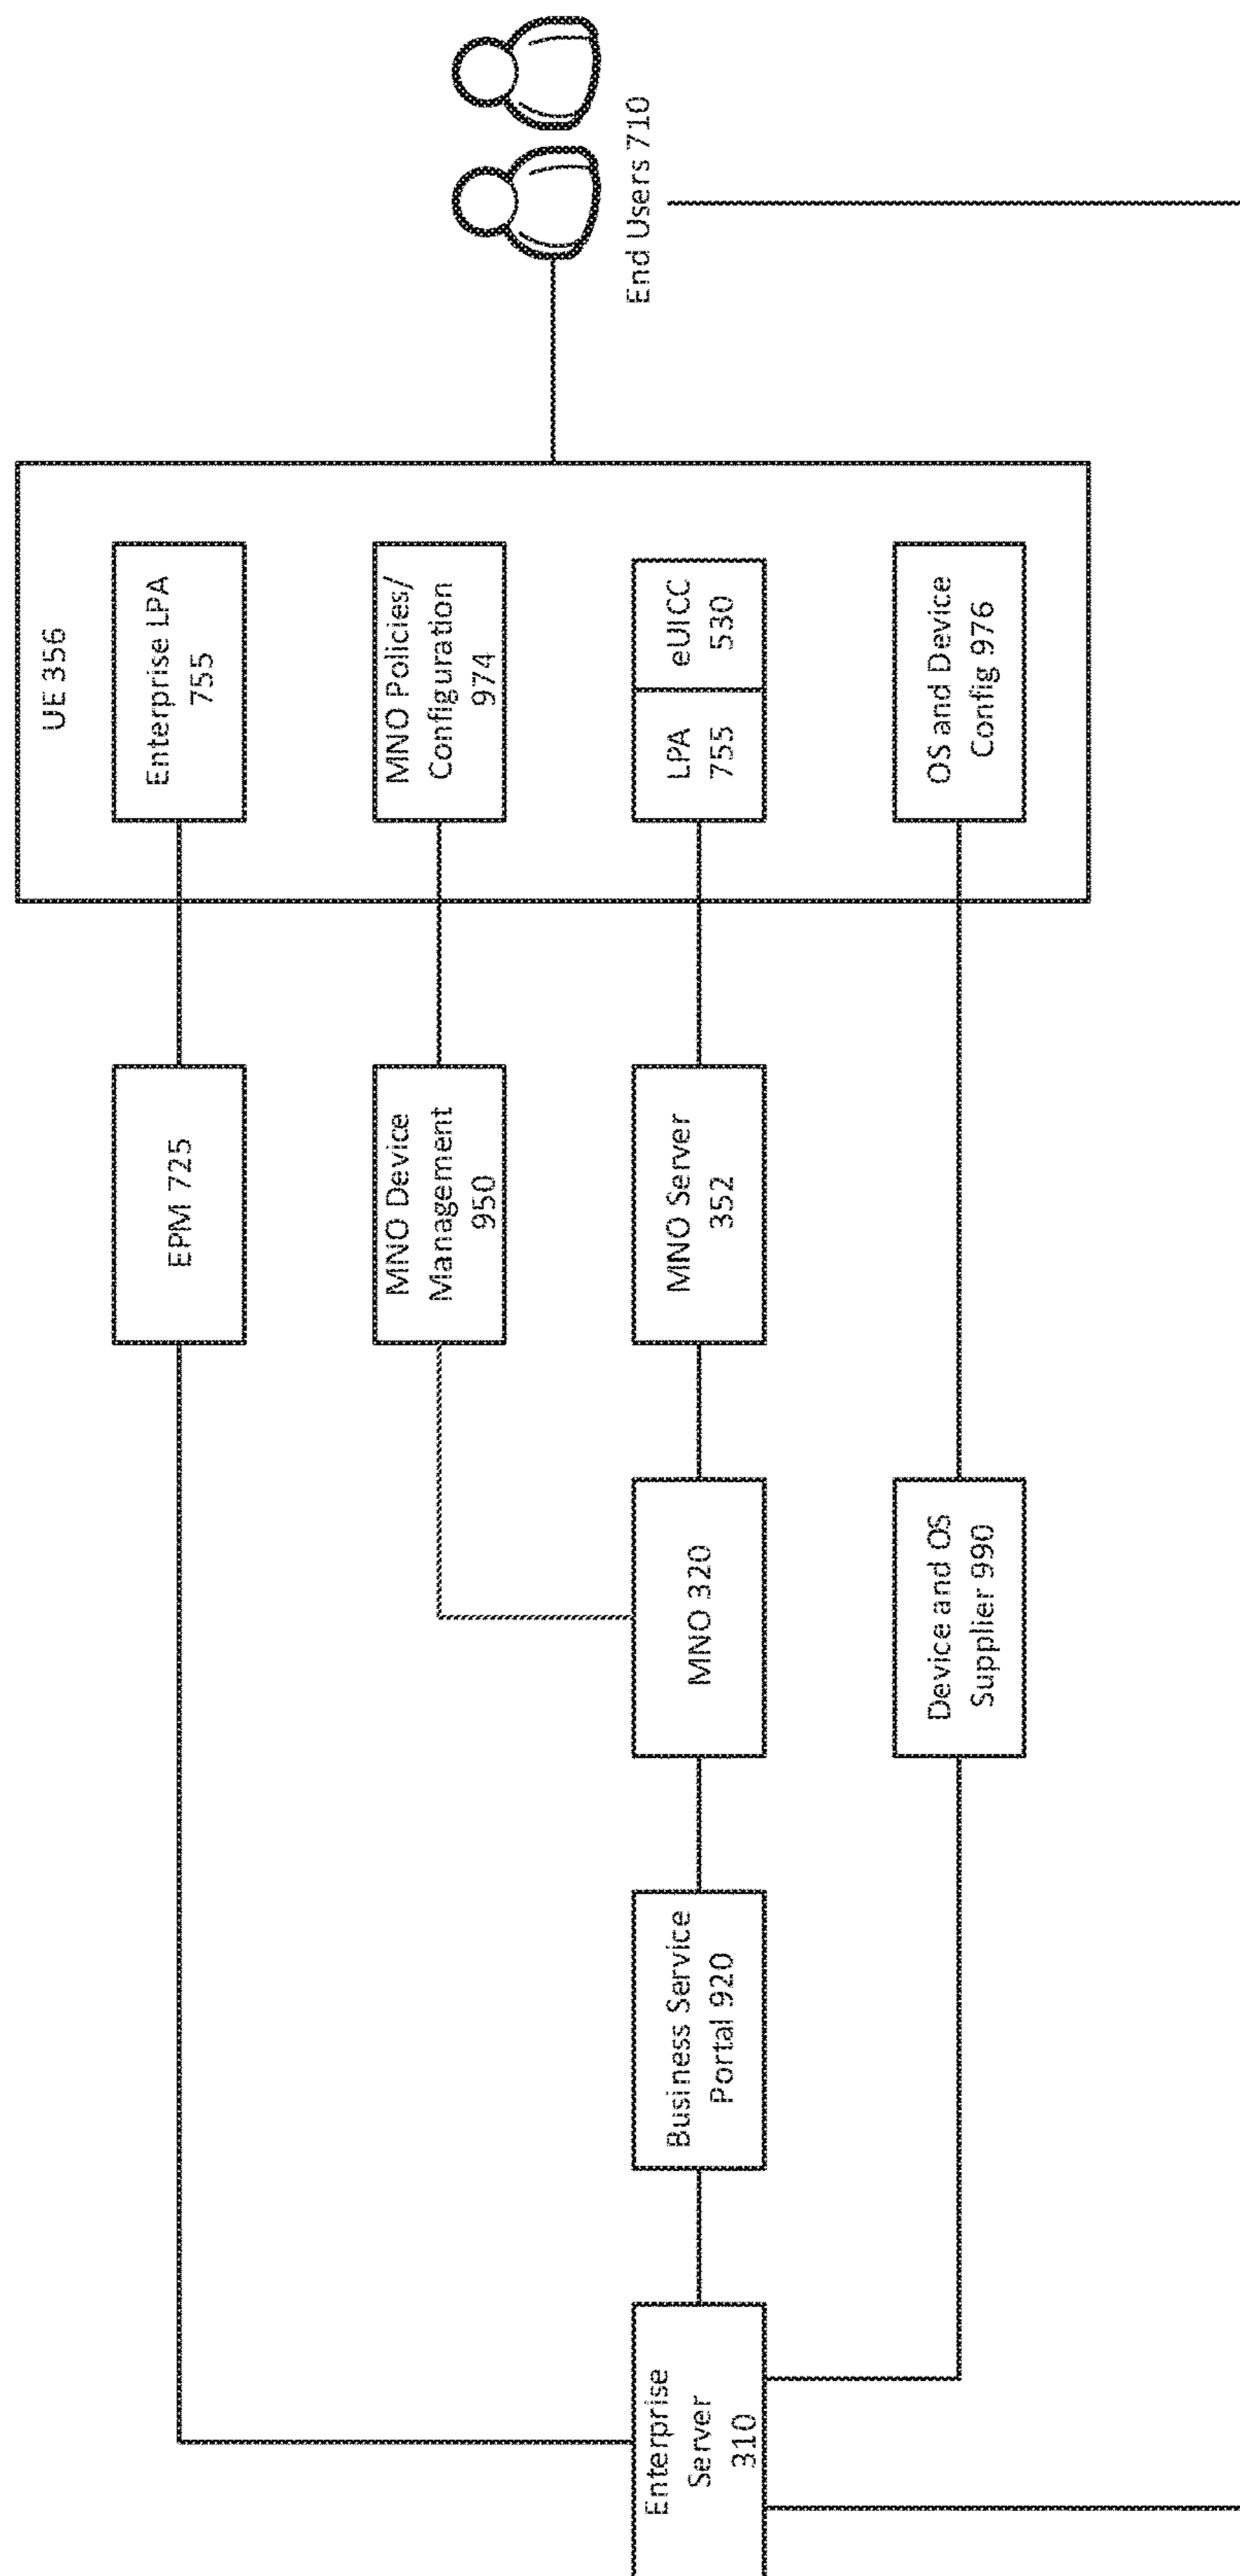 UE 356
Enterprise LPA
755
EPM 725
MNO Policies/
Configuration
974
MNO Device
Management
950
Enterprise
Server
310
Business Service
Portal 920
MNO 320
MNO Server
352
LPA
755
eUICC
530
End Users 710
Device and OS
Supplier 990
OS and Device
Config 976